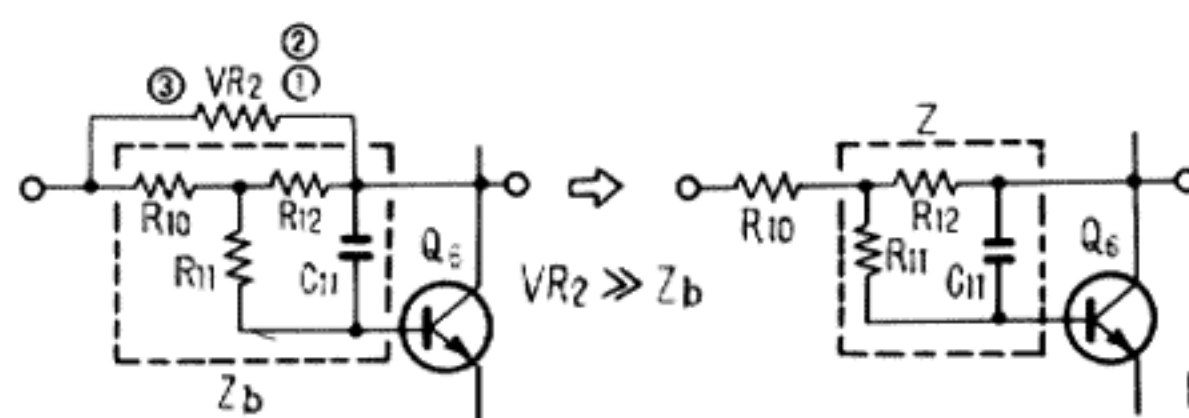 ②
③ VR2 ①
Z
R10
R12
R11
C11
Q6
Zb
VR2 ≫ Zb
R10
R12
R11
C11
Q6